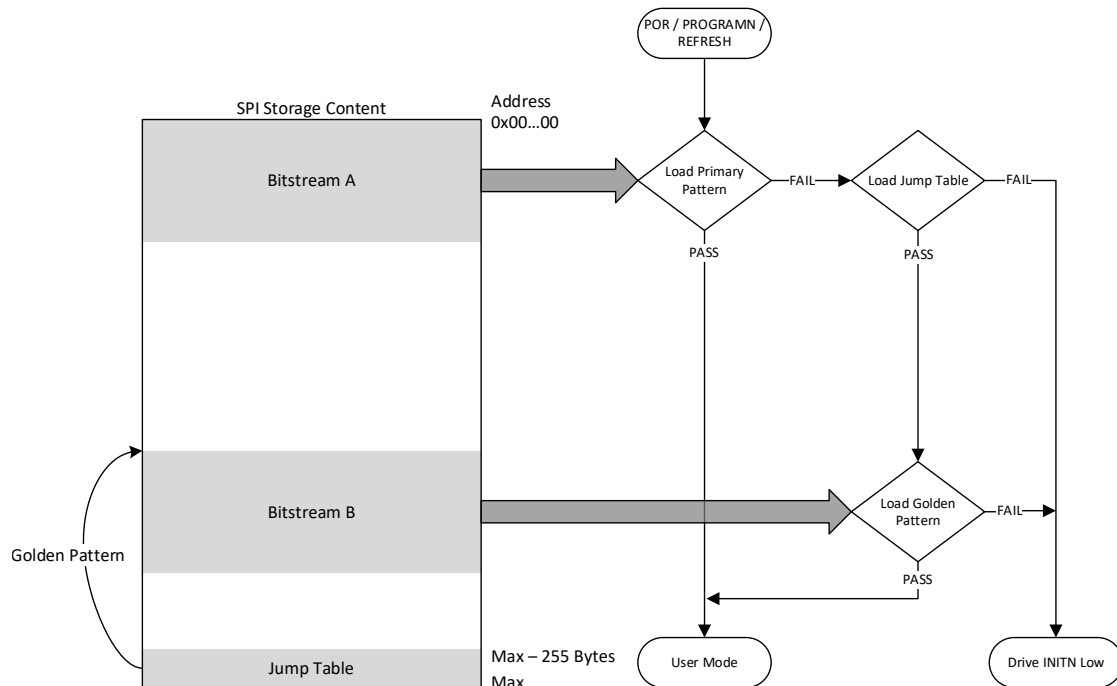 POR / PROGRAMN /
REFRESH
SPI Storage Content
Address
0x00...00
Bitstream A
Load Primary
Pattern
FAIL
Load Jump Table
FAIL
PASS
PASS
Bitstream B
Load Golden
Pattern
FAIL
Golden Pattern
PASS
Jump Table
Max – 255 Bytes
Max
User Mode
Drive INITN Low